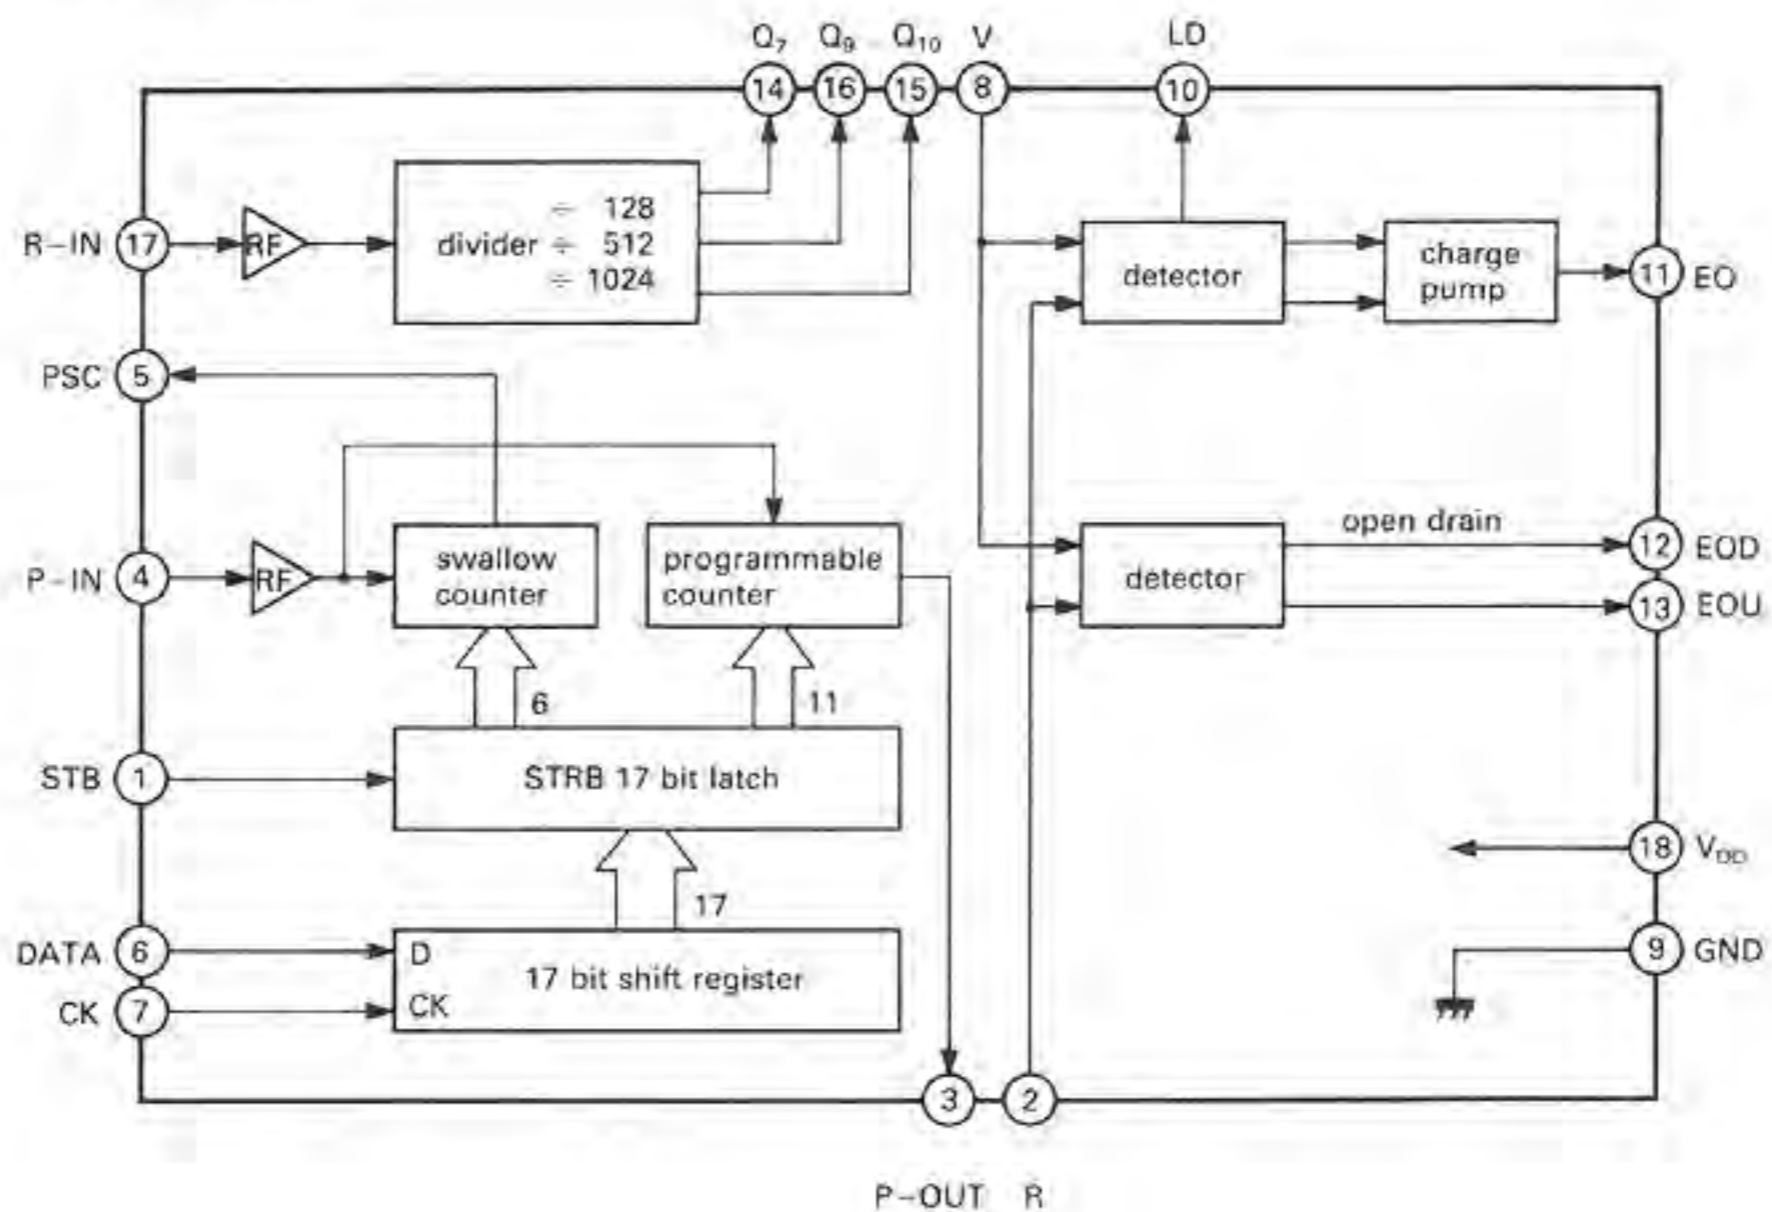 Q₇ Q₉ Q₁₀ V LD
14 16 15 8 10
÷ 128
R-IN 17 RF divider ÷ 512
÷ 1024
detector
charge
pump
11 EO
PSC 5
P-IN 4 RF
swallow
counter
programmable
counter
detector
open drain
12 EOD
13 EOU
6 11
STB 1 STRB 17 bit latch
18 V_DD
17
DATA 6 D
17 bit shift register
CK 7 CK
9 GND
3 2
P-OUT R